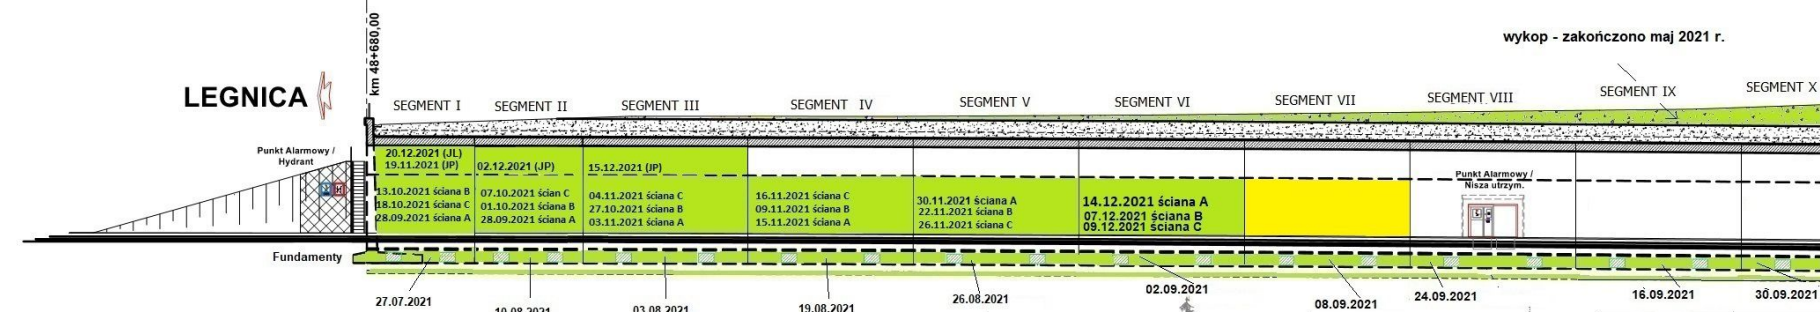 wykop - zakończono maj 2021 r.
km 48+680,00
LEGNICA
SEGMENT I
SEGMENT II
SEGMENT III
SEGMENT IV
SEGMENT V
SEGMENT VI
SEGMENT VII
SEGMENT VIII
SEGMENT IX
SEGMENT X
Punkt Alarmowy /
Hydrant
20.12.2021 (JL)
19.11.2021 (JP)
13.10.2021 ściana B
18.10.2021 ściana C
28.09.2021 ściana A
02.12.2021 (JP)
07.10.2021 ścian C
01.10.2021 ściana B
28.09.2021 ściana A
15.12.2021 (JP)
04.11.2021 ściana C
27.10.2021 ściana B
03.11.2021 ściana A
16.11.2021 ściana C
09.11.2021 ściana B
15.11.2021 ściana A
30.11.2021 ściana A
22.11.2021 ściana B
26.11.2021 ściana C
14.12.2021 ściana A
07.12.2021 ściana B
09.12.2021 ściana C
Punkt Alarmowy /
Nisza utrzym.
H
Fundamenty
27.07.2021
10.08.2021
03.08.2021
19.08.2021
26.08.2021
02.09.2021
08.09.2021
24.09.2021
16.09.2021
30.09.2021